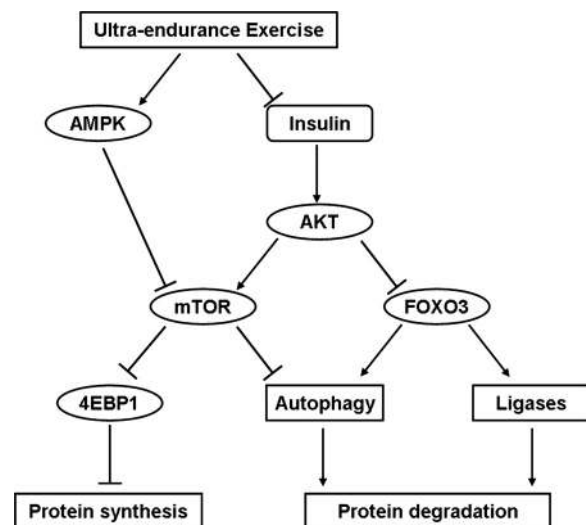 Ultra-endurance Exercise
AMPK
Insulin
AKT
mTOR
FOXO3
4EBP1
Autophagy
Ligases
Protein synthesis
Protein degradation